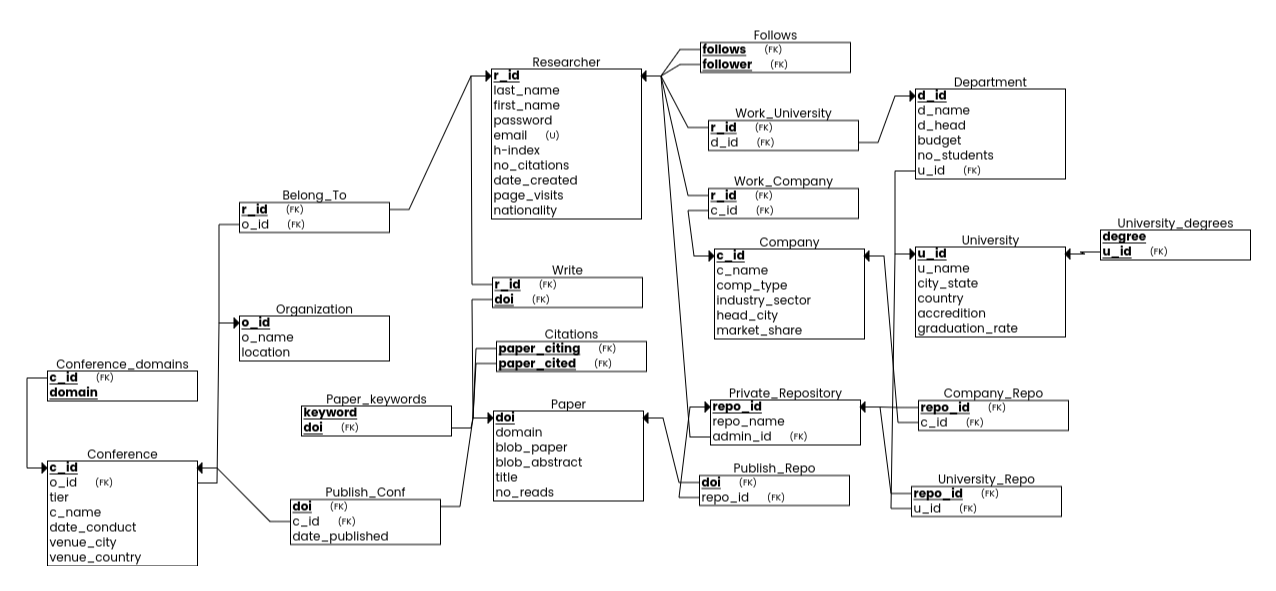 Follows
follows (FK)
follower (FK)
Researcher
r_id
last_name
first_name
password
email (U)
h-index
no_citations
date_created
page_visits
nationality
Department
d_id
d_name
d_head
budget
no_students
u_id (FK)
Work_University
r_id (FK)
d_id (FK)
Work_Company
r_id (FK)
c_id (FK)
Belong_To
r_id (FK)
o_id (FK)
University_degrees
degree
u_id (FK)
Company
c_id
c_name
comp_type
industry_sector
head_city
market_share
University
u_id
u_name
city_state
country
accredition
graduation_rate
Write
r_id (FK)
doi (FK)
Organization
o_id
o_name
location
Citations
paper_citing (FK)
paper_cited (FK)
Conference_domains
c_id (FK)
domain
Paper_keywords
keyword
doi (FK)
Paper
doi
domain
blob_paper
blob_abstract
title
no_reads
Private_Repository
repo_id
repo_name
admin_id (FK)
Company_Repo
repo_id (FK)
c_id (FK)
Conference
c_id
o_id (FK)
tier
c_name
date_conduct
venue_city
venue_country
Publish_Conf
doi (FK)
c_id (FK)
date_published
Publish_Repo
doi (FK)
repo_id (FK)
University_Repo
repo_id (FK)
u_id (FK)